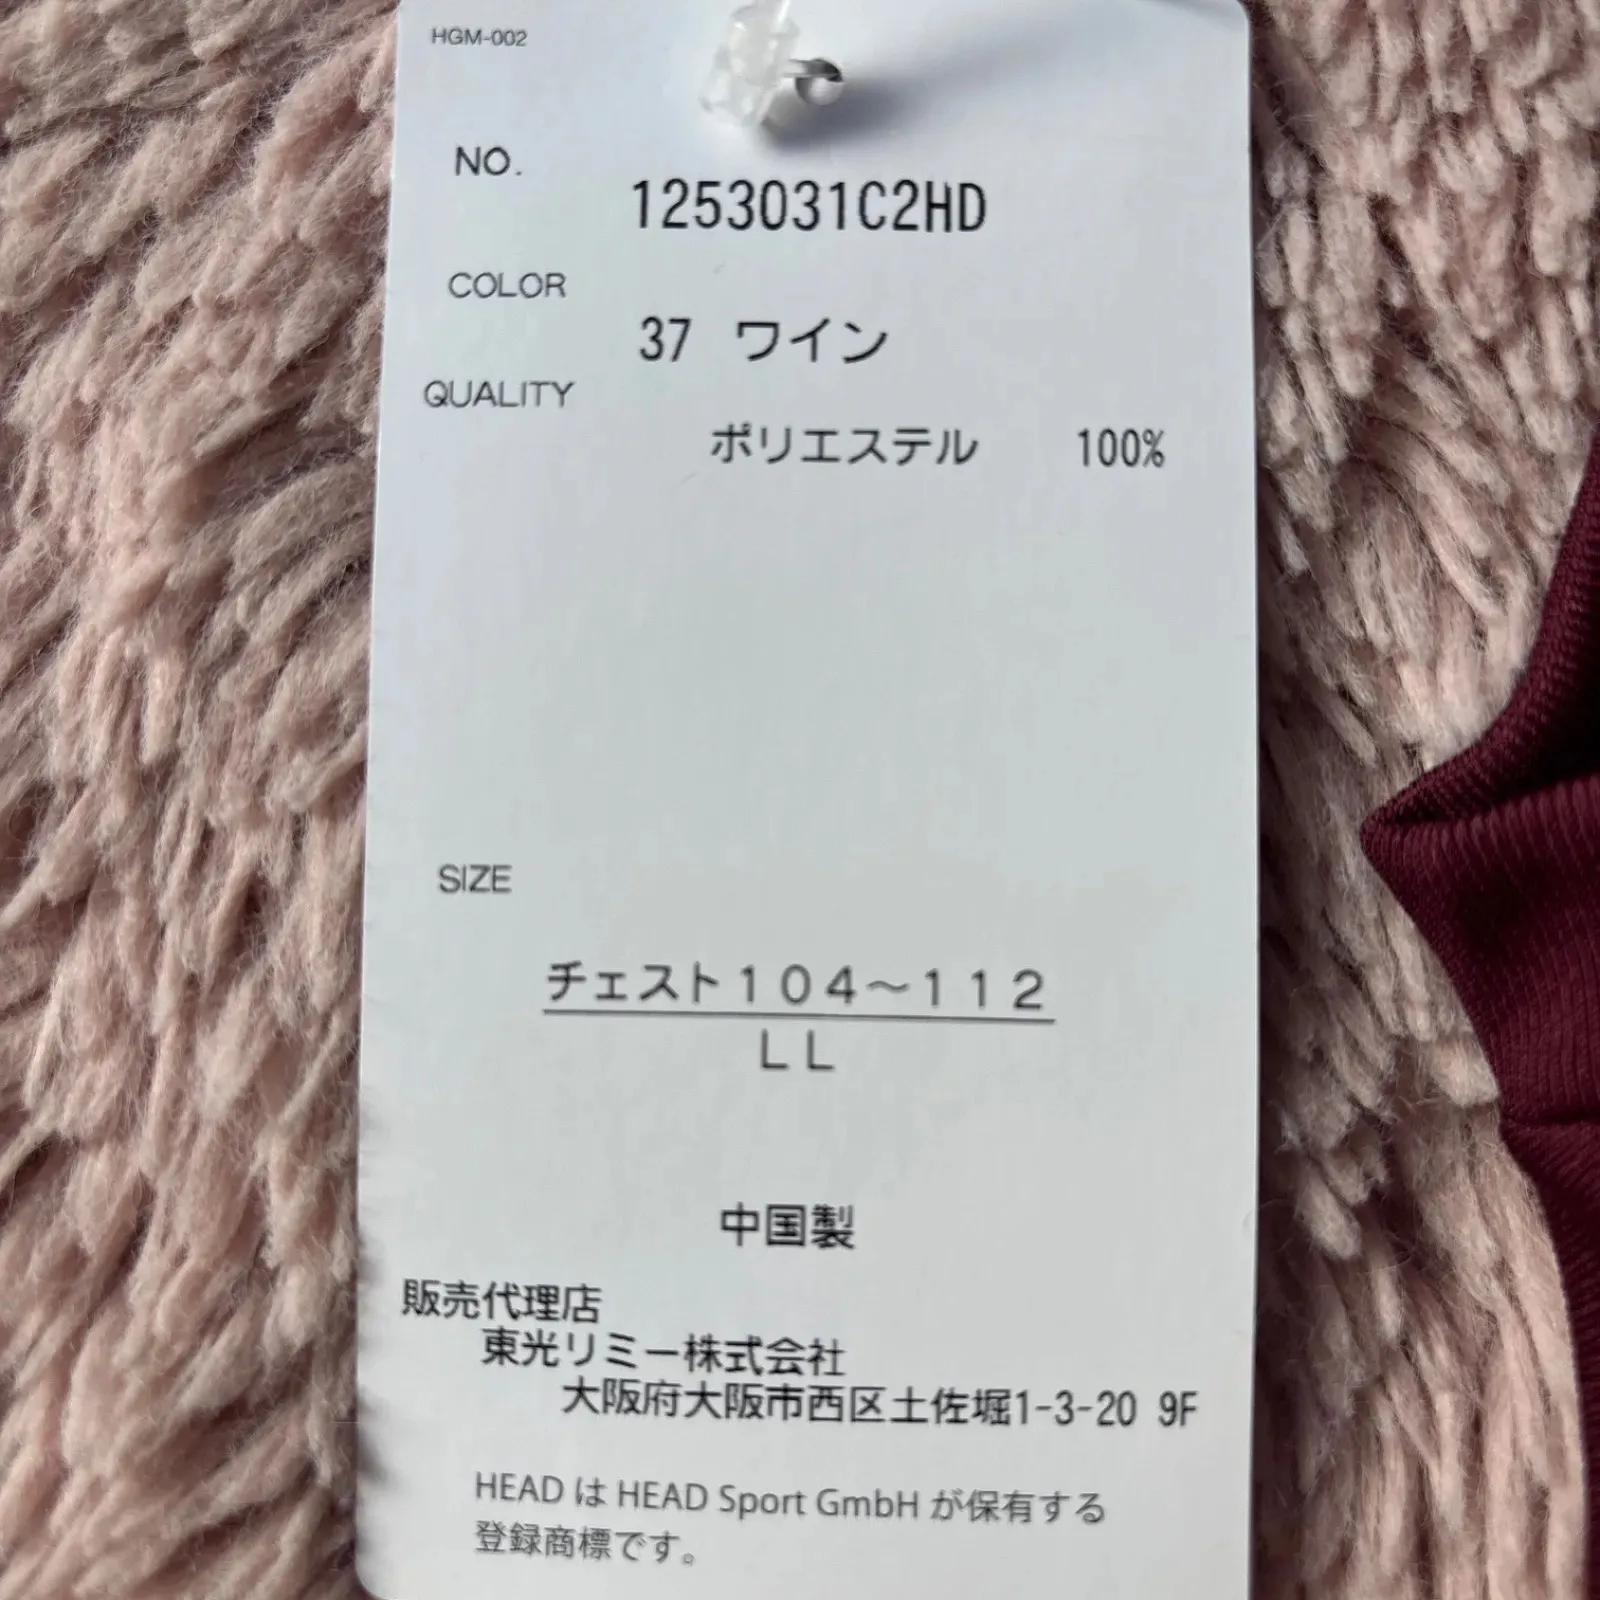 HGM-002
NO.
1253031C2HD
COLOR
37 ワイン
QUALITY
ポリエステル 100%
SIZE
チェスト104～112
LL
中国製
販売代理店
東光リミー株式会社
大阪府大阪市西区土佐堀1-3-20 9F
HEAD は HEAD Sport GmbH が保有する
登録商標です。